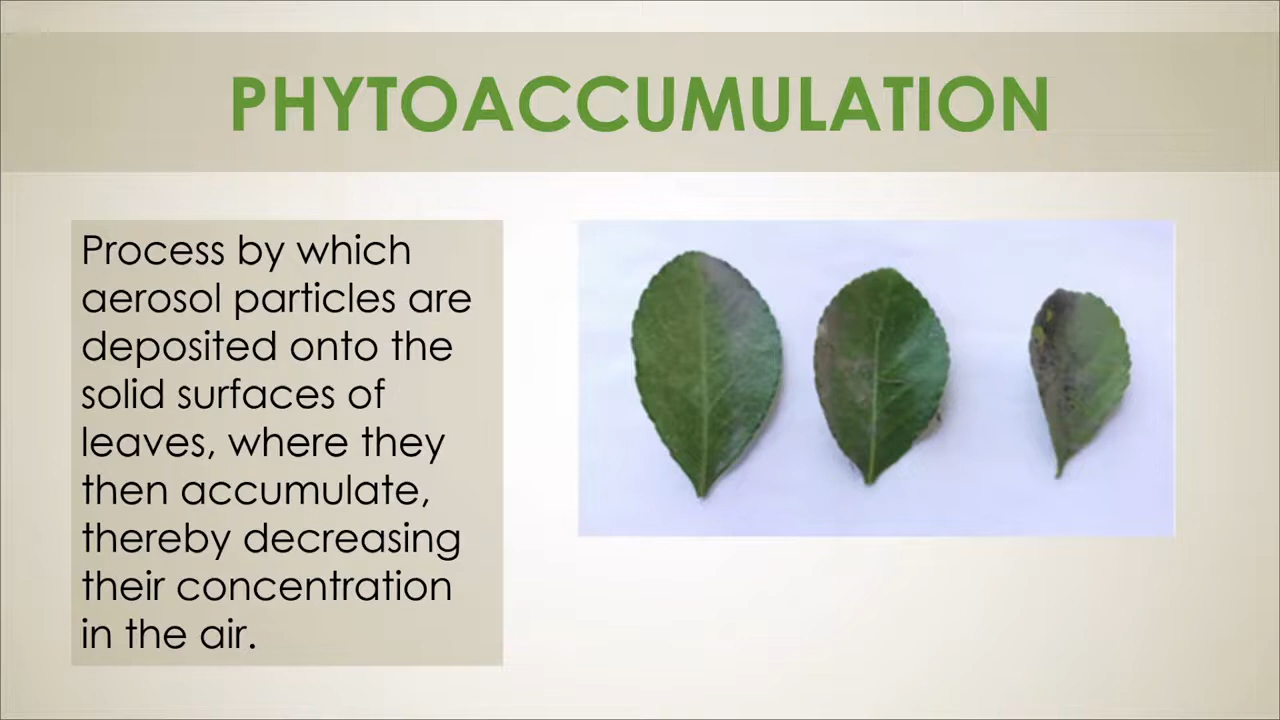 PHYTOACCUMULATION
Process by which
aerosol particles are
deposited onto the
solid surfaces of
leaves, where they
then accumulate,
thereby decreasing
their concentration
in the air.